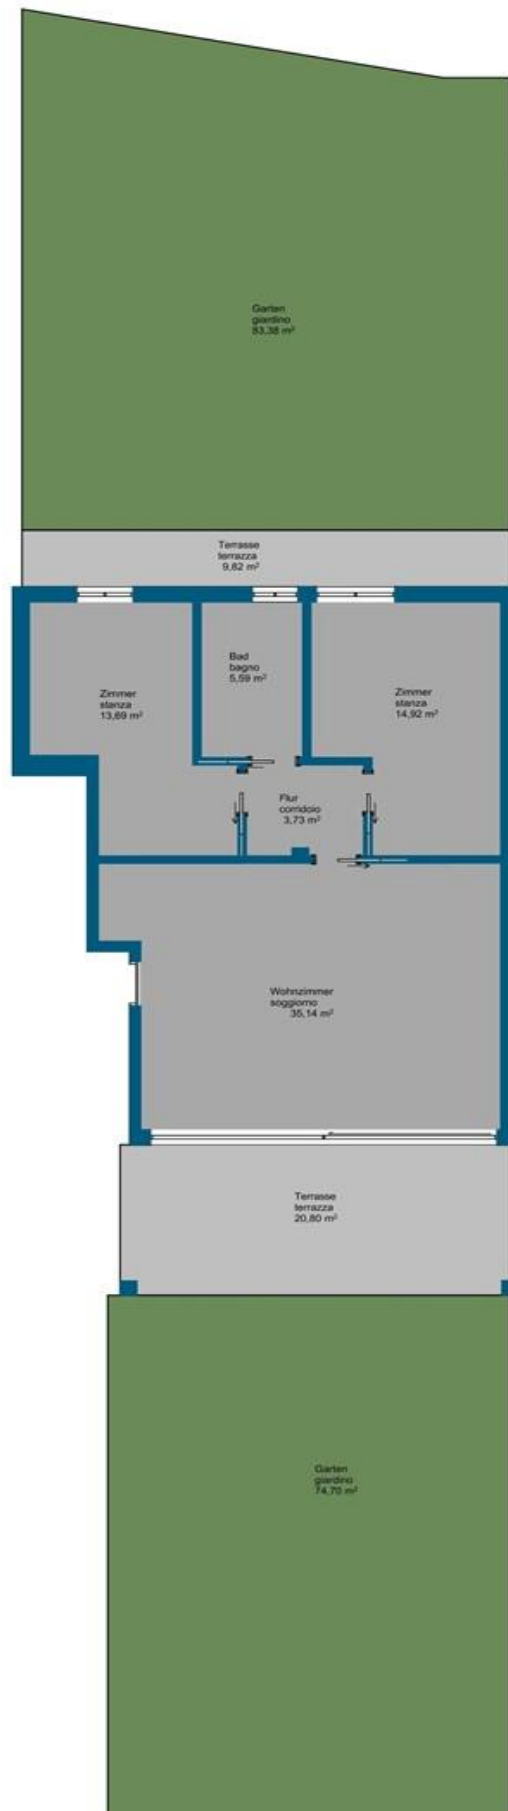 Garten
giardino
83,38 m²
Terrasse
terrazza
9,82 m²
Bad
bagno
5,59 m²
Zimmer
stanza
13,69 m²
Zimmer
stanza
14,92 m²
Flur
corridoio
3,73 m²
Wohnzimmer
soggiorno
35,14 m²
Terrasse
terrazza
20,80 m²
Garten
giardino
74,70 m²